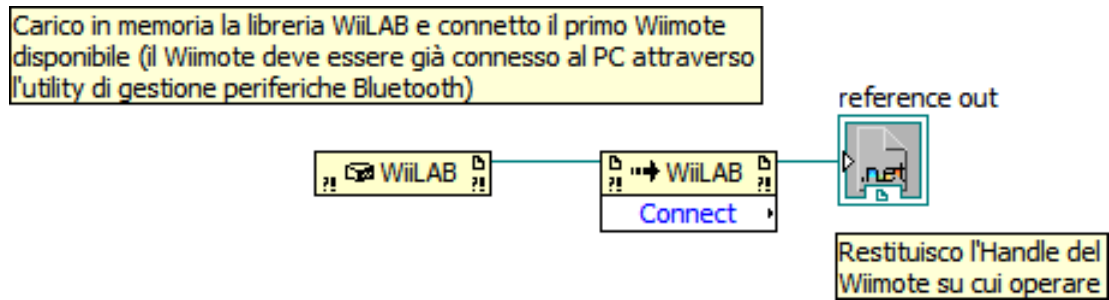 Carico in memoria la libreria WiiLAB e connetto il primo Wiimote
disponibile (il Wiimote deve essere già connesso al PC attraverso
l'utility di gestione periferiche Bluetooth)
reference out
WiiLAB
WiiLAB
.net
Connect
Restituisco l'Handle del
Wiimote su cui operare